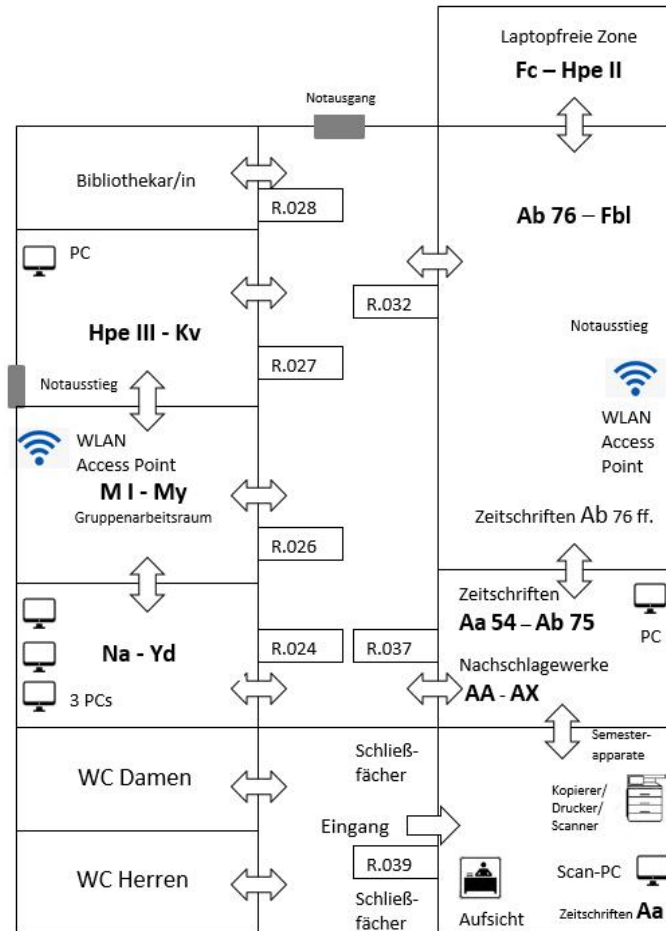 Laptopfreie Zone
Fc – Hpe II
Notausgang
Bibliothekar/in
R.028
Ab 76 – Fbl
PC
R.032
Hpe III - Kv
Notausstieg
R.027
Notausstieg
WLAN
Access
Point
WLAN
Access Point
M I - My
Gruppenarbeitsraum
R.026
Zeitschriften Ab 76 ff.
Zeitschriften
Aa 54 – Ab 75
PC
Na - Yd
R.024
R.037
Nachschlagewerke
AA - AX
3 PCs
Semester-
apparate
WC Damen
Schließ-
fächer
Kopierer/
Drucker/
Scanner
Eingang
R.039
WC Herren
Schließ-
fächer
Aufsicht
Scan-PC
Zeitschriften Aa